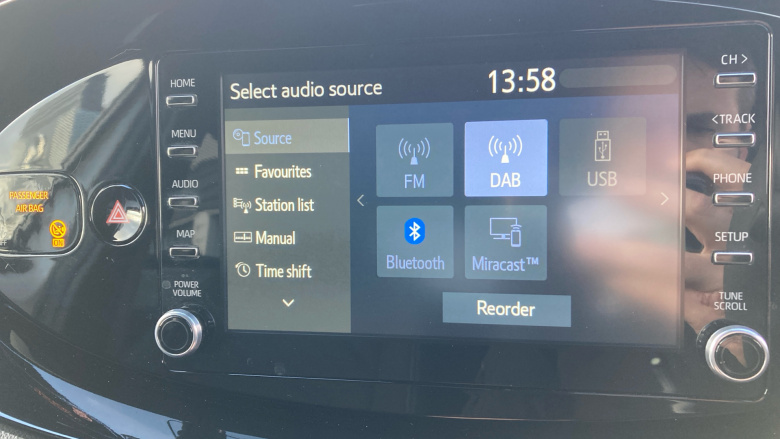 PASSENGER
AIR BAG
ON
HOME
MENU
AUDIO
MAP
POWER
VOLUME
Select audio source
13:58
Source
Favourites
Station list
Manual
Time shift
<
FM
DAB
USB
>
Bluetooth
Miracast™
Reorder
CH >
< TRACK
PHONE
SETUP
TUNE
SCROLL